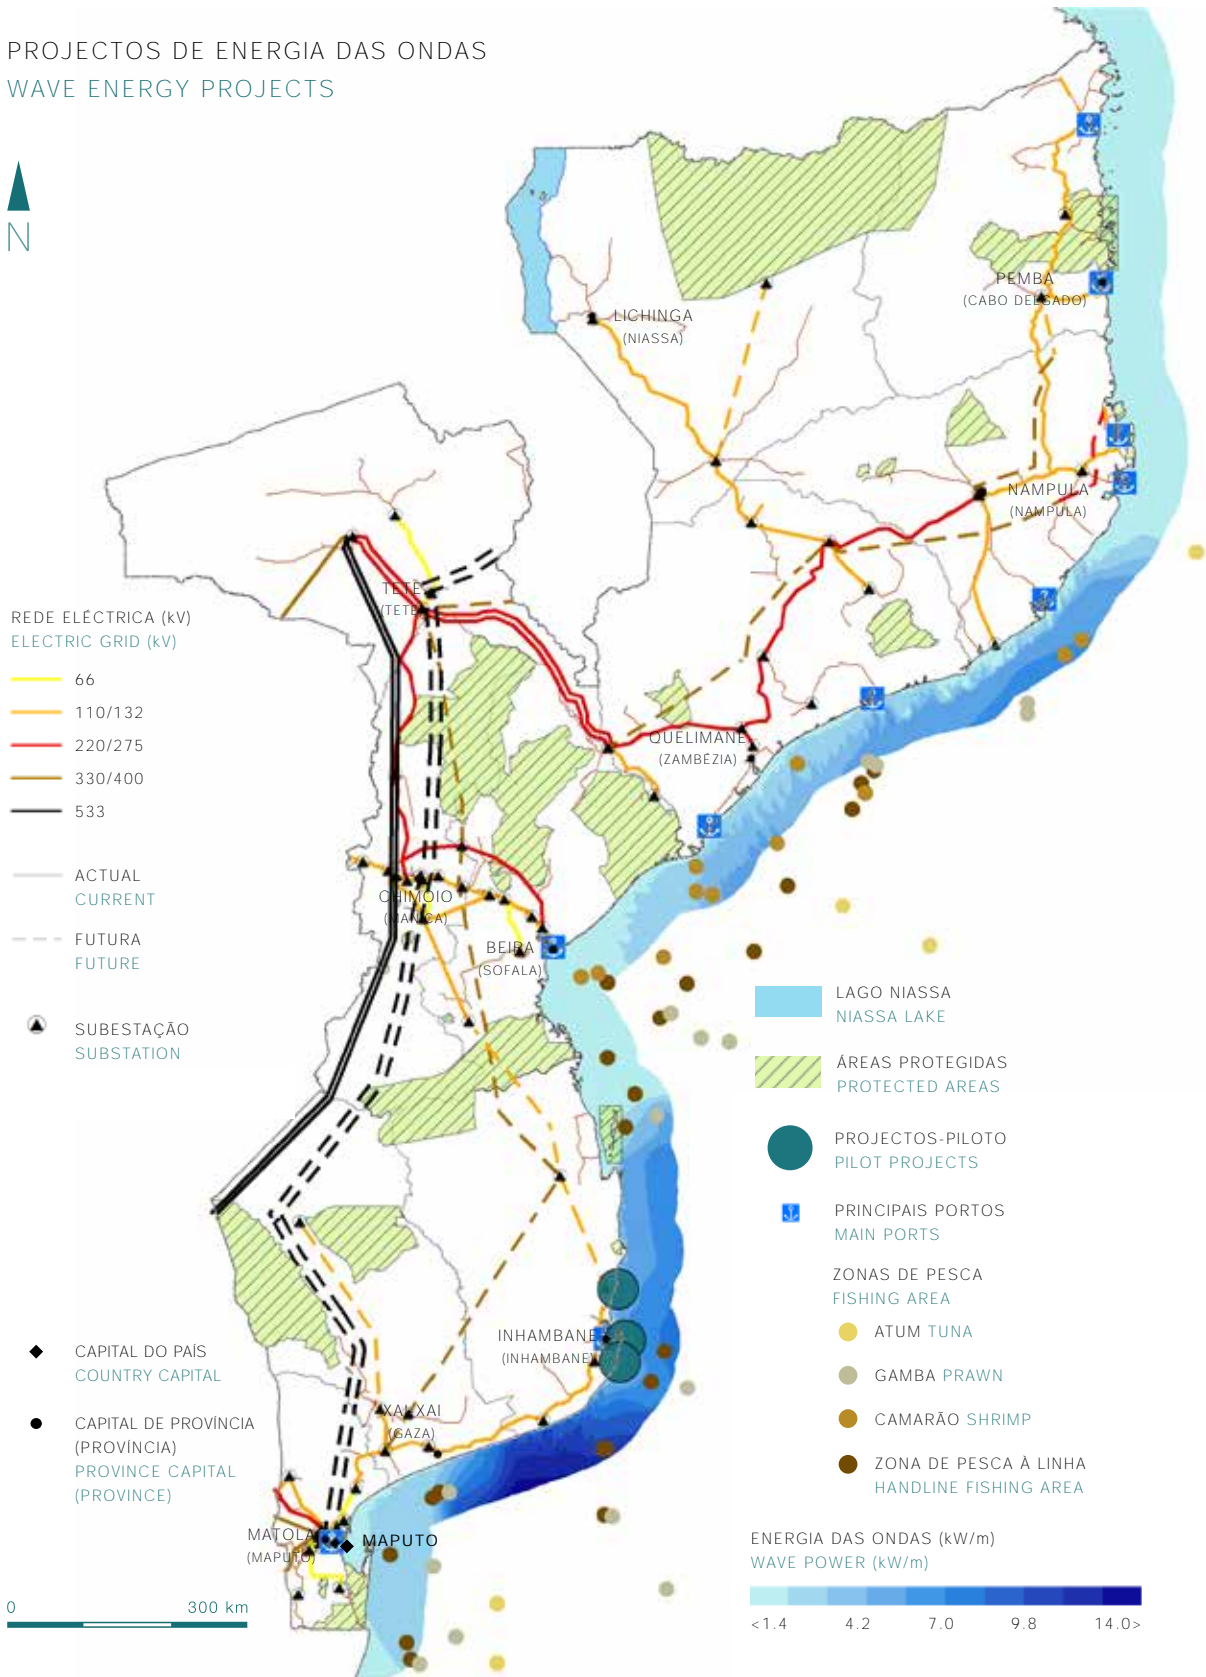 PROJECTOS DE ENERGIA DAS ONDAS
WAVE ENERGY PROJECTS
N
PEMBA
(CABO DELGADO)
LICHINGA
(NIASSA)
NAMPULA
(NAMPULA)
TETE
(TETE)
QUELIMANE
(ZAMBÉZIA)
CHIMOIO
(MANICA)
BEIRA
(SOFALA)
INHAMBANE
(INHAMBANE)
XAI-XAI
(GAZA)
MATOLA
(MAPUTO)
MAPUTO
REDE ELÉCTRICA (kV)
ELECTRIC GRID (kV)
66
110/132
220/275
330/400
533
ACTUAL
CURRENT
FUTURA
FUTURE
SUBESTAÇÃO
SUBSTATION
CAPITAL DO PAÍS
COUNTRY CAPITAL
CAPITAL DE PROVÍNCIA
(PROVÍNCIA)
PROVINCE CAPITAL
(PROVINCE)
0 300 km
LAGO NIASSA
NIASSA LAKE
ÁREAS PROTEGIDAS
PROTECTED AREAS
PROJECTOS-PILOTO
PILOT PROJECTS
PRINCIPAIS PORTOS
MAIN PORTS
ZONAS DE PESCA
FISHING AREA
ATUM TUNA
GAMBA PRAWN
CAMARÃO SHRIMP
ZONA DE PESCA À LINHA
HANDLINE FISHING AREA
ENERGIA DAS ONDAS (kW/m)
WAVE POWER (kW/m)
<1.4 4.2 7.0 9.8 14.0>